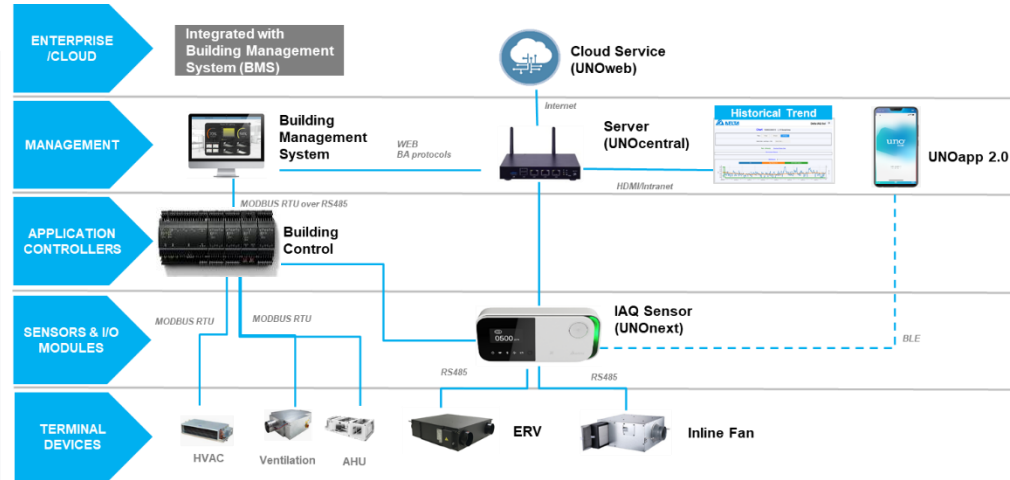 ENTERPRISE
/CLOUD
Integrated with
Building Management
System (BMS)
Cloud Service
(UNOweb)
Internet
MANAGEMENT
Building
Management
System
WEB
BA protocols
Server
(UNOcentral)
HDMI/Intranet
Historical Trend
uno
UNOapp 2.0
MODBUS RTU over RS485
APPLICATION
CONTROLLERS
Building
Control
SENSORS & I/O
MODULES
MODBUS RTU
MODBUS RTU
0500
IAQ Sensor
(UNOnext)
BLE
RS485
RS485
TERMINAL
DEVICES
HVAC
Ventilation
AHU
ERV
Inline Fan